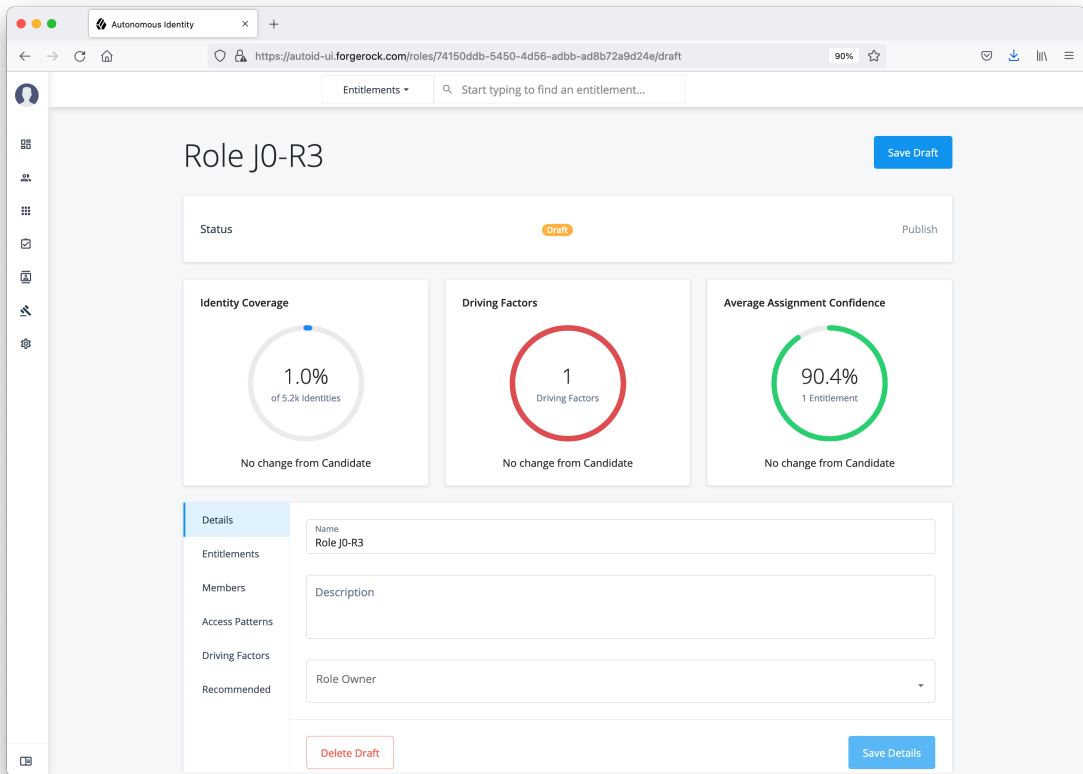 Autonomous Identity
https://autoid-ui.forgerock.com/roles/74150ddb-5450-4d56-adbb-ad8b72a9d24e/draft
90%
Entitlements
Start typing to find an entitlement...
Role J0-R3
Save Draft
Status
Draft
Publish
Identity Coverage
1.0%
of 5.2k Identities
No change from Candidate
Driving Factors
1
Driving Factors
No change from Candidate
Average Assignment Confidence
90.4%
1 Entitlement
No change from Candidate
Details
Entitlements
Members
Access Patterns
Driving Factors
Recommended
Name
Role J0-R3
Description
Role Owner
Delete Draft
Save Details